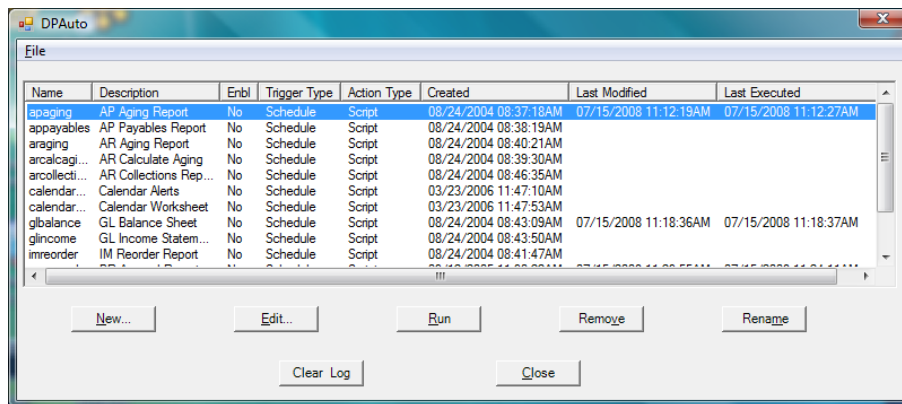 DPAuto
File
Name Description Enbl Trigger Type Action Type Created Last Modified Last Executed
apaging AP Aging Report No Schedule Script 08/24/2004 08:37:18AM 07/15/2008 11:12:19AM 07/15/2008 11:12:27AM
appayables AP Payables Report No Schedule Script 08/24/2004 08:38:19AM
araging AR Aging Report No Schedule Script 08/24/2004 08:40:21AM
arcalcagi... AR Calculate Aging No Schedule Script 08/24/2004 08:39:30AM
arcollecti... AR Collections Rep... No Schedule Script 08/24/2004 08:46:35AM
calendar... Calendar Alerts No Schedule Script 03/23/2006 11:47:10AM
calendar... Calendar Worksheet No Schedule Script 03/23/2006 11:47:53AM
glbalance GL Balance Sheet No Schedule Script 08/24/2004 08:43:09AM 07/15/2008 11:18:36AM 07/15/2008 11:18:37AM
glincome GL Income Statem... No Schedule Script 08/24/2004 08:43:50AM
imreorder IM Reorder Report No Schedule Script 08/24/2004 08:41:47AM
New... Edit... Run Remove Rename
Clear Log Close